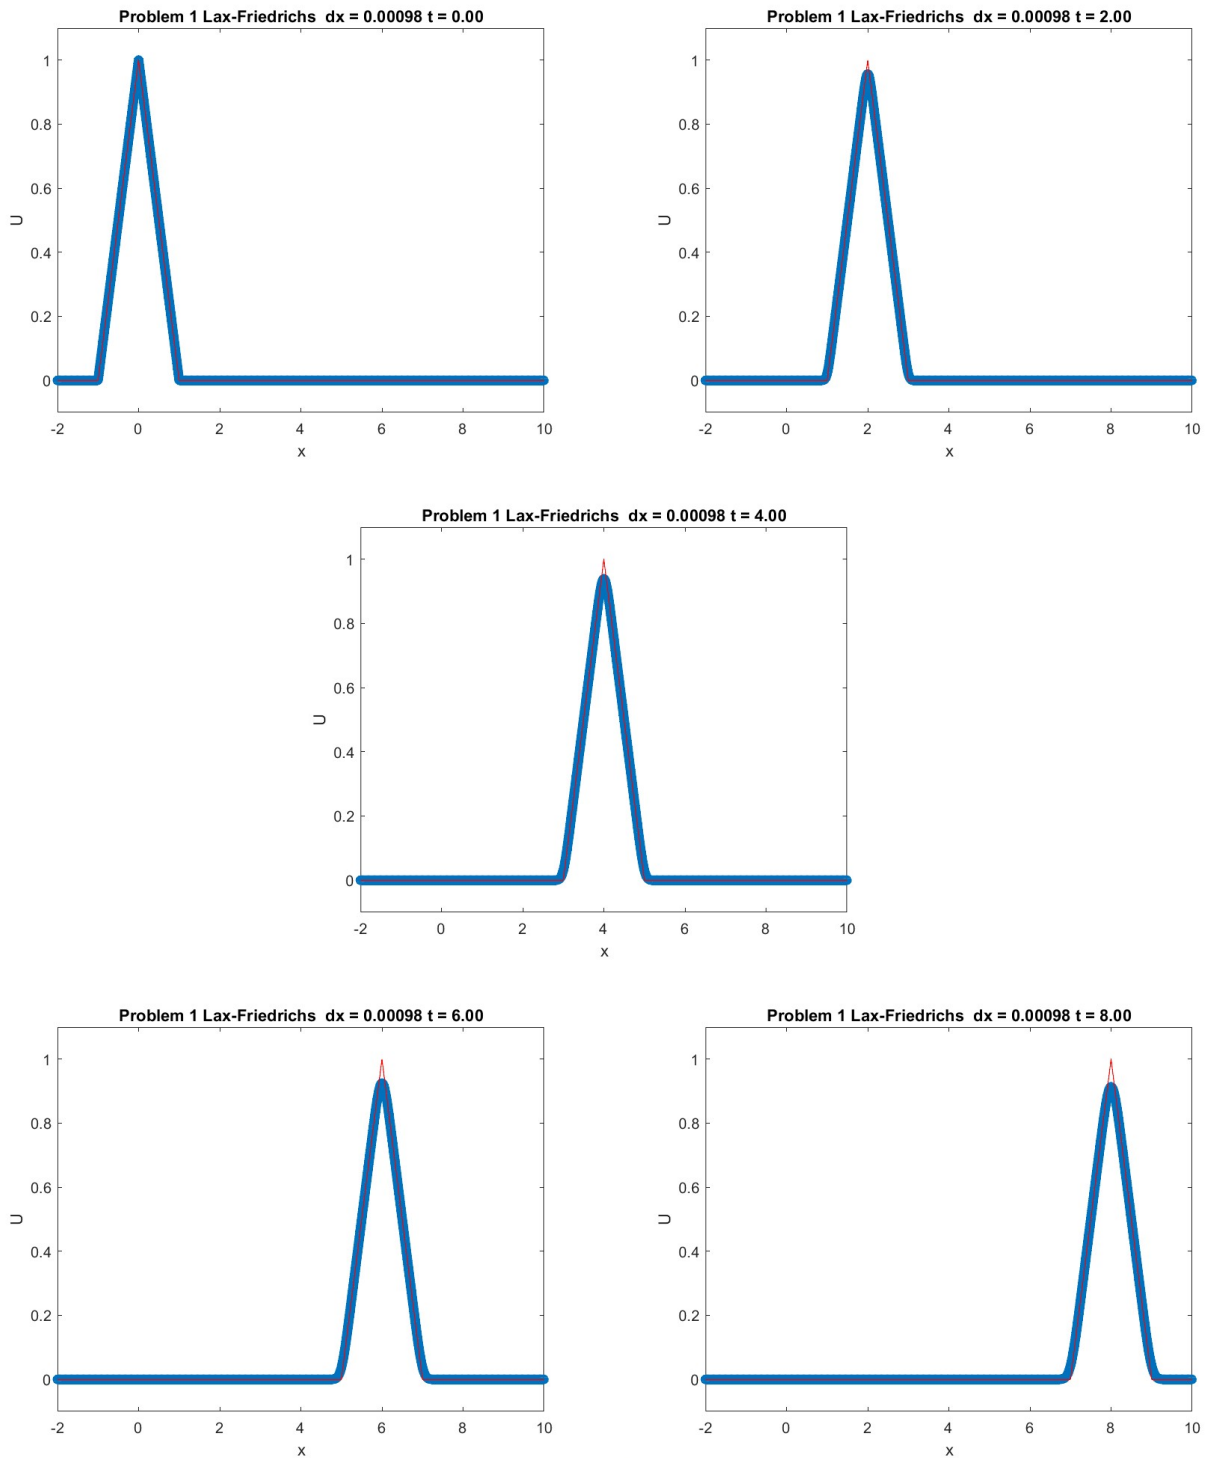 Problem 1 Lax-Friedrichs  dx = 0.00098 t = 0.00
1
0.8
0.6
0.4
0.2
0
U
-2 0 2 4 6 8 10
x
Problem 1 Lax-Friedrichs  dx = 0.00098 t = 2.00
1
0.8
0.6
0.4
0.2
0
U
-2 0 2 4 6 8 10
x
Problem 1 Lax-Friedrichs  dx = 0.00098 t = 4.00
1
0.8
0.6
0.4
0.2
0
U
-2 0 2 4 6 8 10
x
Problem 1 Lax-Friedrichs  dx = 0.00098 t = 6.00
1
0.8
0.6
0.4
0.2
0
U
-2 0 2 4 6 8 10
x
Problem 1 Lax-Friedrichs  dx = 0.00098 t = 8.00
1
0.8
0.6
0.4
0.2
0
U
-2 0 2 4 6 8 10
x